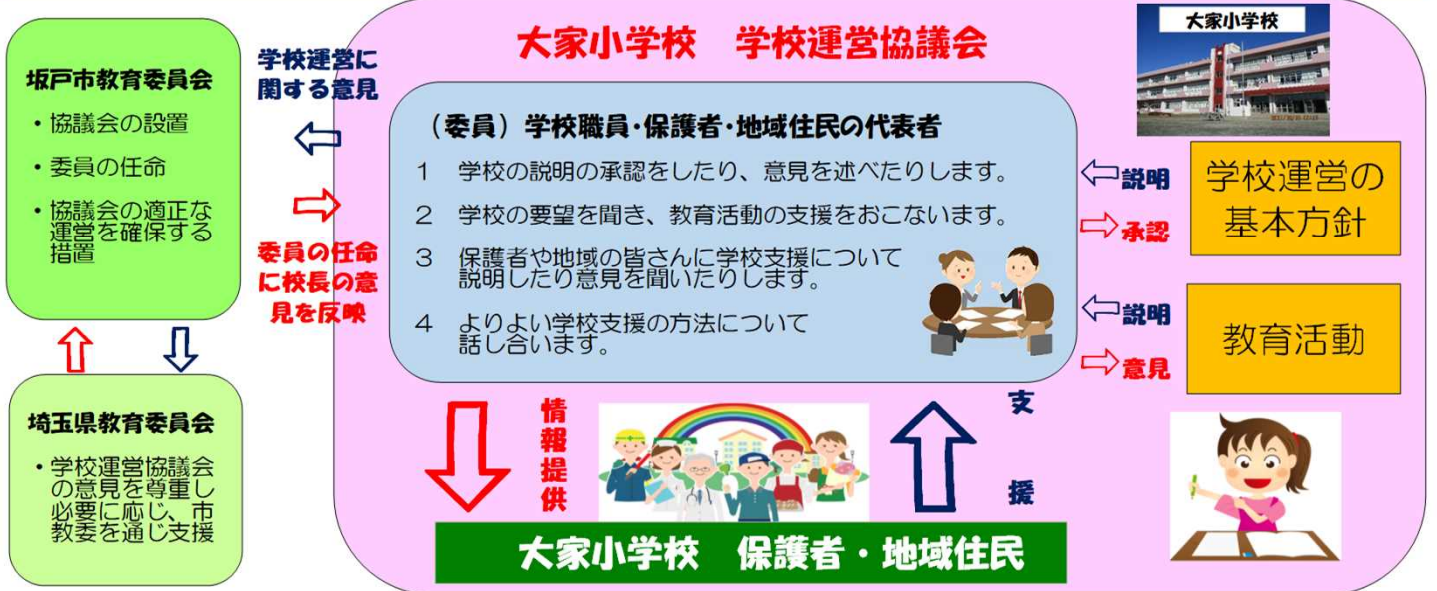 坂戸市教育委員会
・協議会の設置
・委員の任命
・協議会の適正な
運営を確保する
措置
埼玉県教育委員会
・学校運営協議会
の意見を尊重し
必要に応じ、市
教委を通じ支援
学校運営に
関する意見
委員の任命
に校長の意
見を反映
大家小学校　学校運営協議会
（委員）学校職員・保護者・地域住民の代表者
1　学校の説明の承認をしたり、意見を述べたりします。
2　学校の要望を聞き、教育活動の支援をおこないます。
3　保護者や地域の皆さんに学校支援について
説明したり意見を聞いたりします。
4　よりよい学校支援の方法について
話し合います。
大家小学校
説明
承認
学校運営の
基本方針
説明
意見
教育活動
情報提供
支援
大家小学校　保護者・地域住民